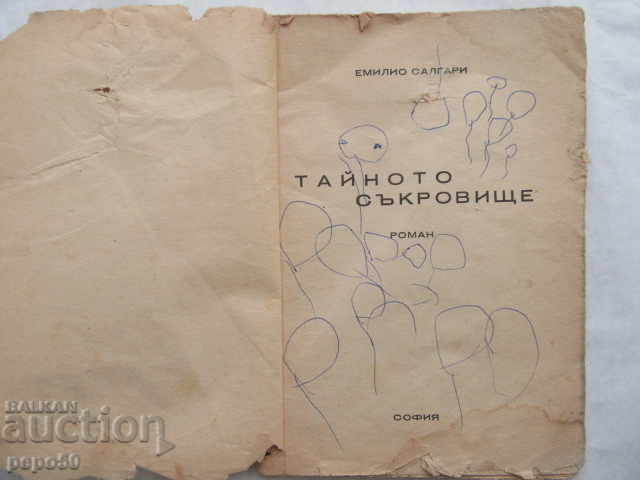 ЕМИЛИО САЛГАРИ
ТАЙНОТО
СЪКРОВИЩЕ
РОМАН
СОФИЯ
BALKAN
auction
pepo50